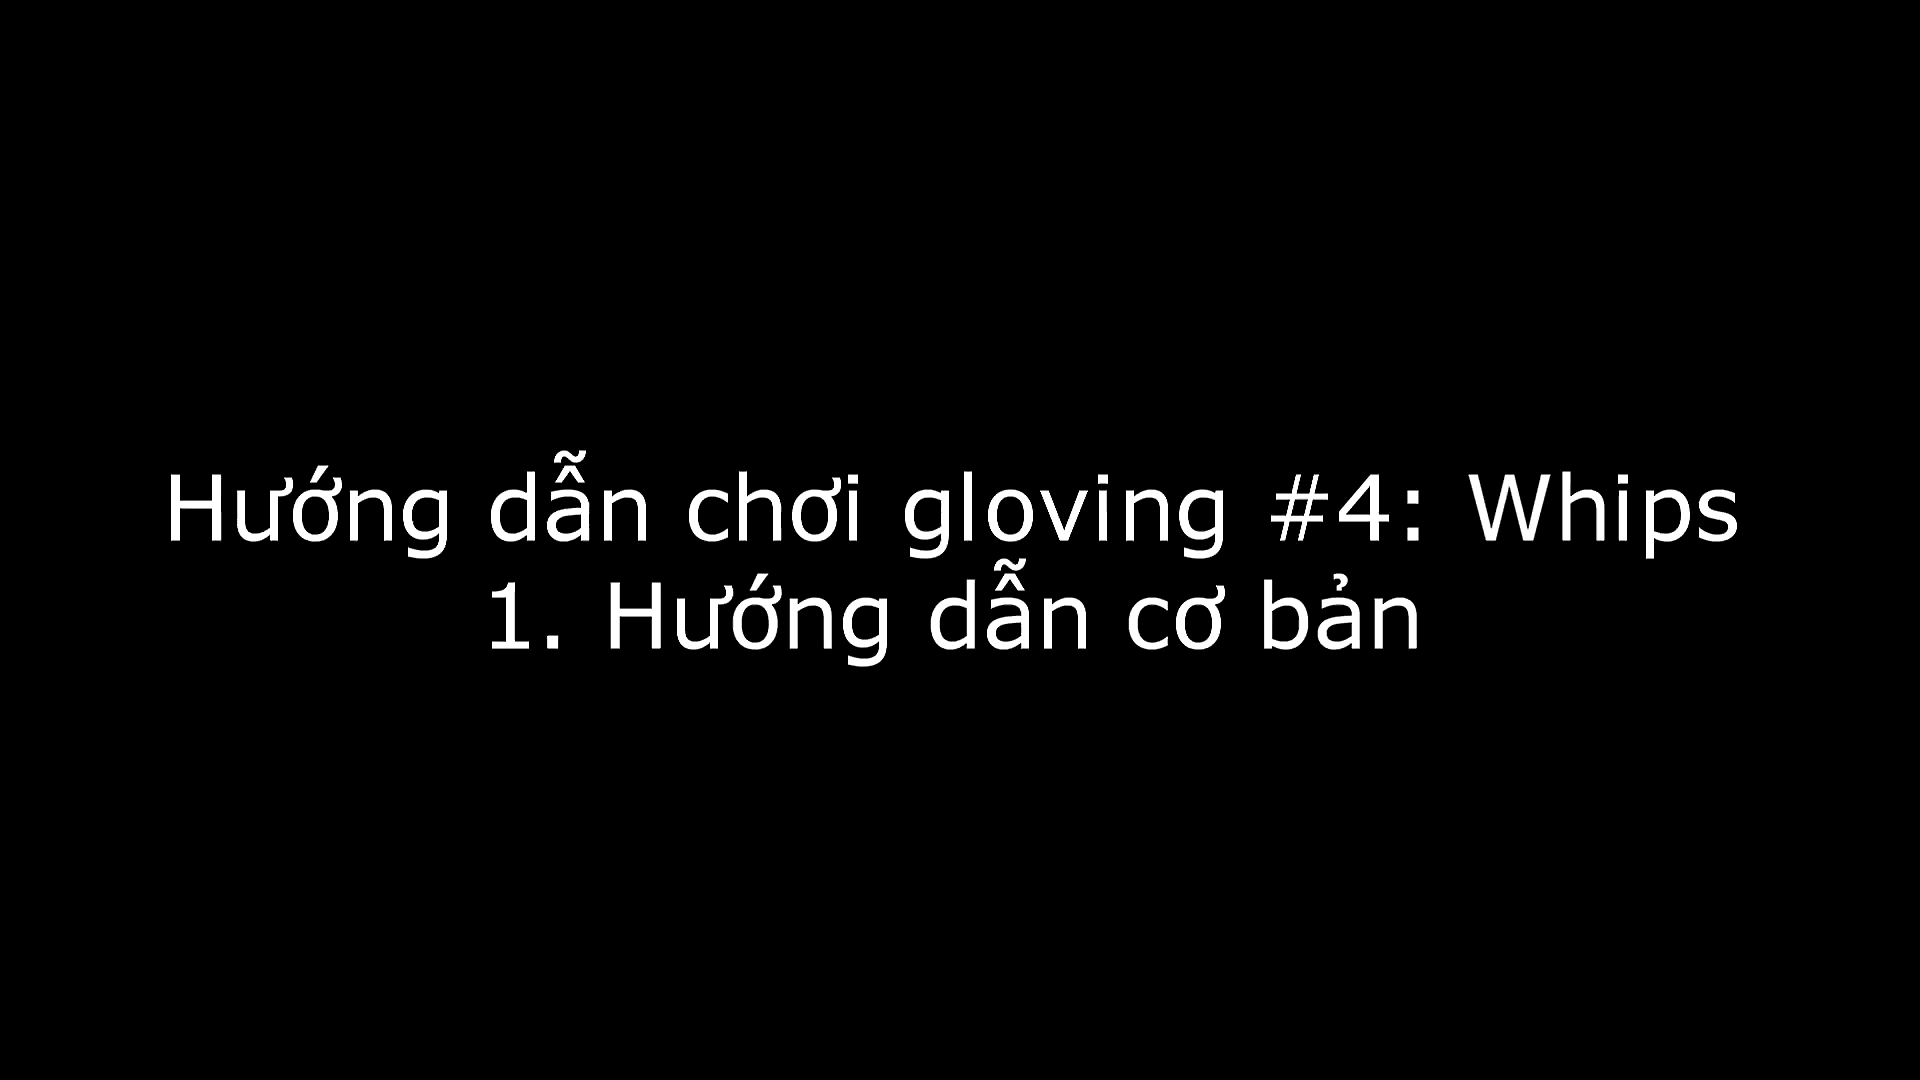 Hướng dẫn chơi gloving #4: Whips
1. Hướng dẫn cơ bản